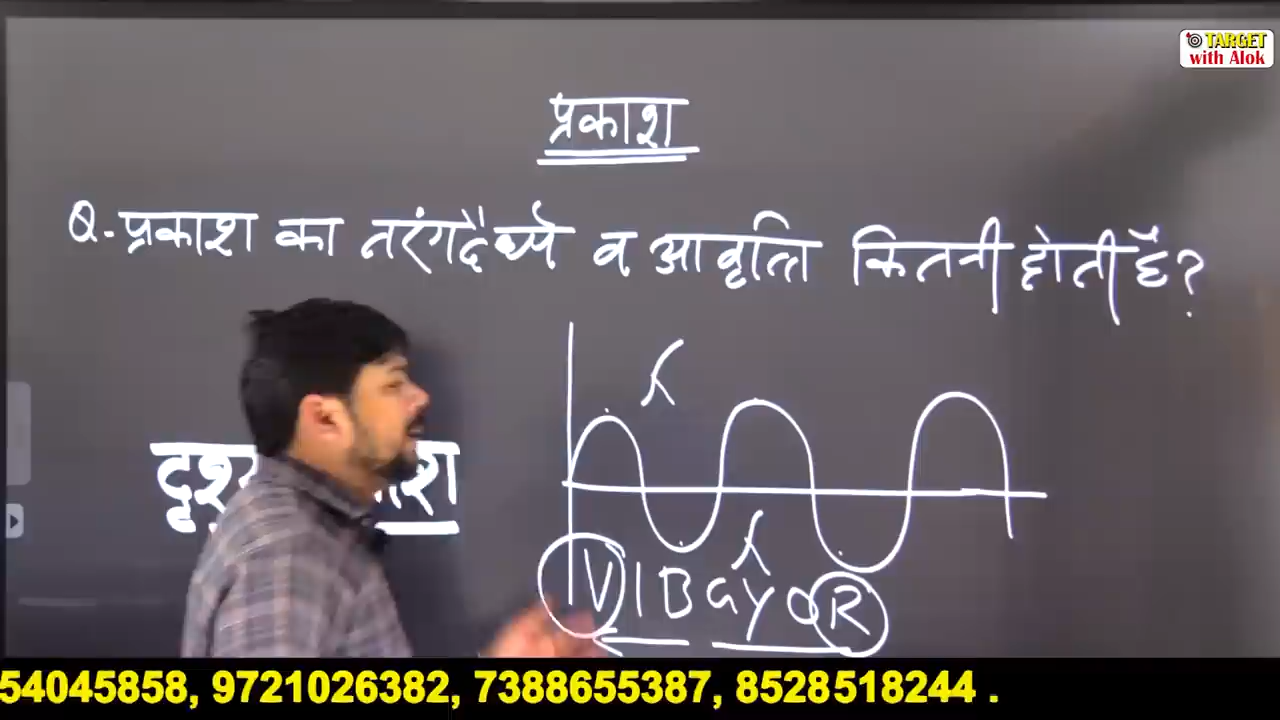 TARGET
with Alok
प्रकाश
Q. प्रकाश का तरंगदैर्ध्य व आवृत्ति कितनी होती है?
λ
λ
VIBGYOR
54045858, 9721026382, 7388655387, 8528518244 .